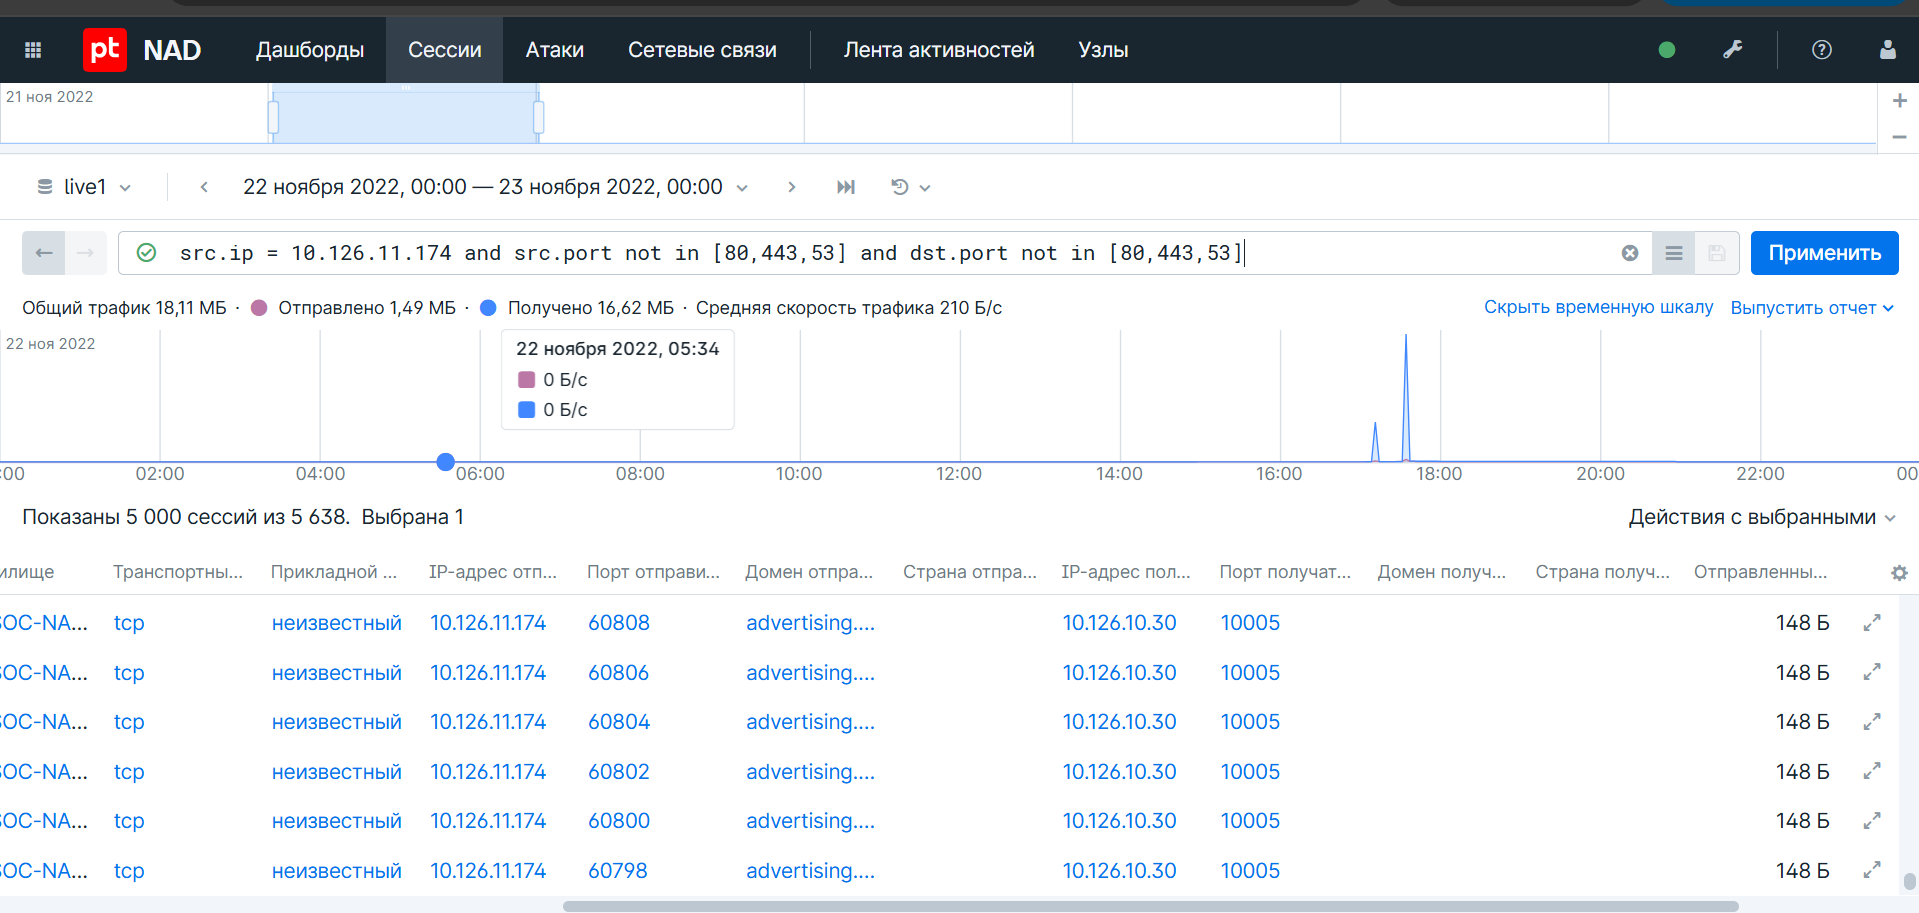 pt NAD Дашборды Сессии Атаки Сетевые связи Лента активностей Узлы
21 ноя 2022
live1 22 ноября 2022, 00:00 — 23 ноября 2022, 00:00
src.ip = 10.126.11.174 and src.port not in [80,443,53] and dst.port not in [80,443,53] Применить
Общий трафик 18,11 МБ · Отправлено 1,49 МБ · Получено 16,62 МБ · Средняя скорость трафика 210 Б/с Скрыть временную шкалу Выпустить отчет
22 ноя 2022
22 ноября 2022, 05:34
0 Б/с
0 Б/с
:00 02:00 04:00 06:00 08:00 10:00 12:00 14:00 16:00 18:00 20:00 22:00 00
Показаны 5 000 сессий из 5 638. Выбрана 1 Действия с выбранными
илище Транспортны... Прикладной ... IP-адрес отп... Порт отправи... Домен отпра... Страна отпра... IP-адрес пол... Порт получат... Домен получ... Страна получ... Отправленны...
SOC-NA... tcp неизвестный 10.126.11.174 60808 advertising.... 10.126.10.30 10005 148 Б
SOC-NA... tcp неизвестный 10.126.11.174 60806 advertising.... 10.126.10.30 10005 148 Б
SOC-NA... tcp неизвестный 10.126.11.174 60804 advertising.... 10.126.10.30 10005 148 Б
SOC-NA... tcp неизвестный 10.126.11.174 60802 advertising.... 10.126.10.30 10005 148 Б
SOC-NA... tcp неизвестный 10.126.11.174 60800 advertising.... 10.126.10.30 10005 148 Б
SOC-NA... tcp неизвестный 10.126.11.174 60798 advertising.... 10.126.10.30 10005 148 Б